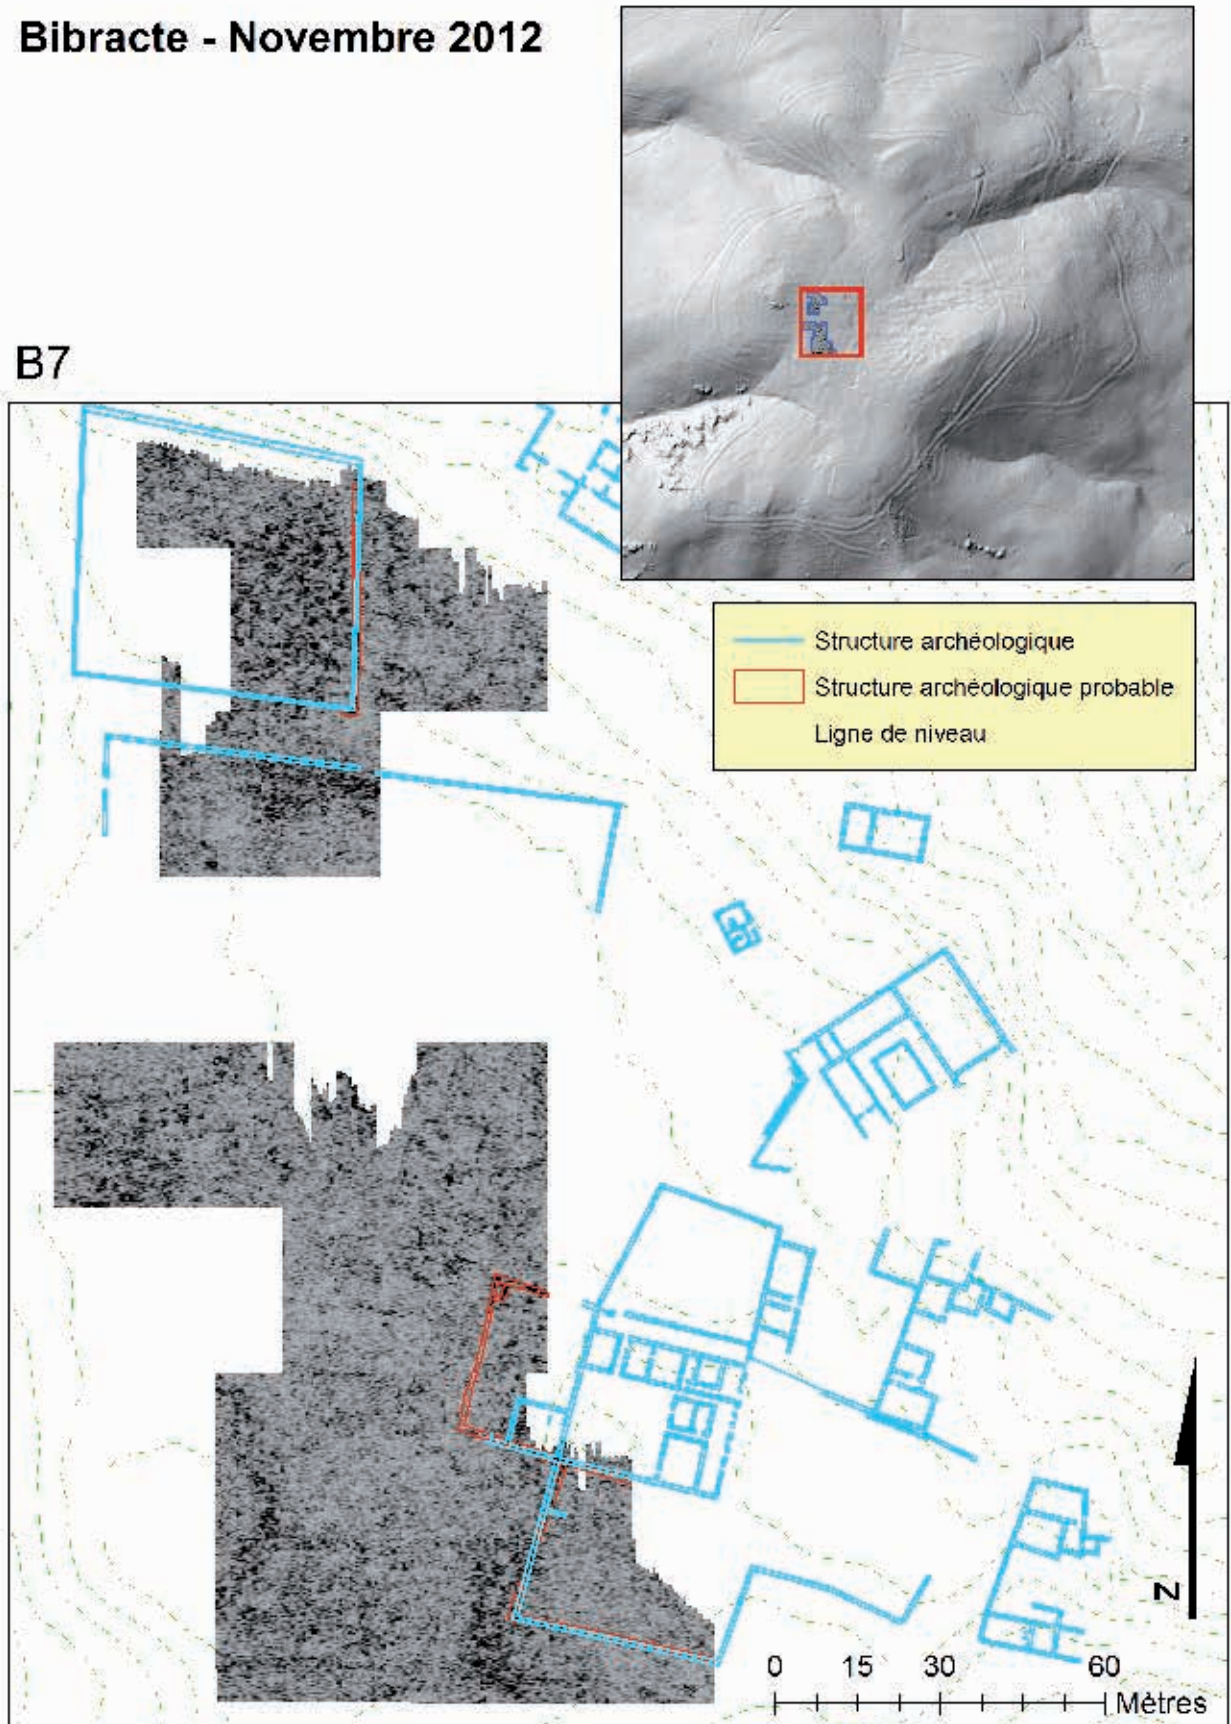 Bibracte - Novembre 2012
B7
Structure archéologique
Structure archéologique probable
Ligne de niveau
N
0 15 30 60
Mètres